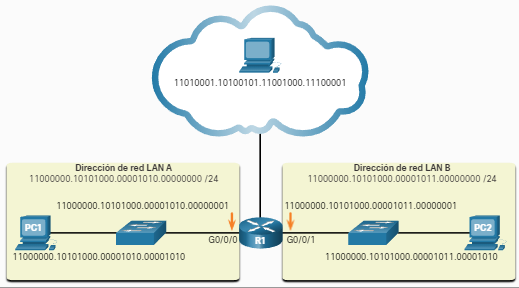 11010001.10100101.11001000.11100001
Dirección de red LAN A
11000000.10101000.00001010.00000000 /24
11000000.10101000.00001010.00000001
PC1
G0/0/0
11000000.10101000.00001010.00001010
R1
Dirección de red LAN B
11000000.10101000.00001011.00000000 /24
11000000.10101000.00001011.00000001
PC2
G0/0/1
11000000.10101000.00001011.00001010